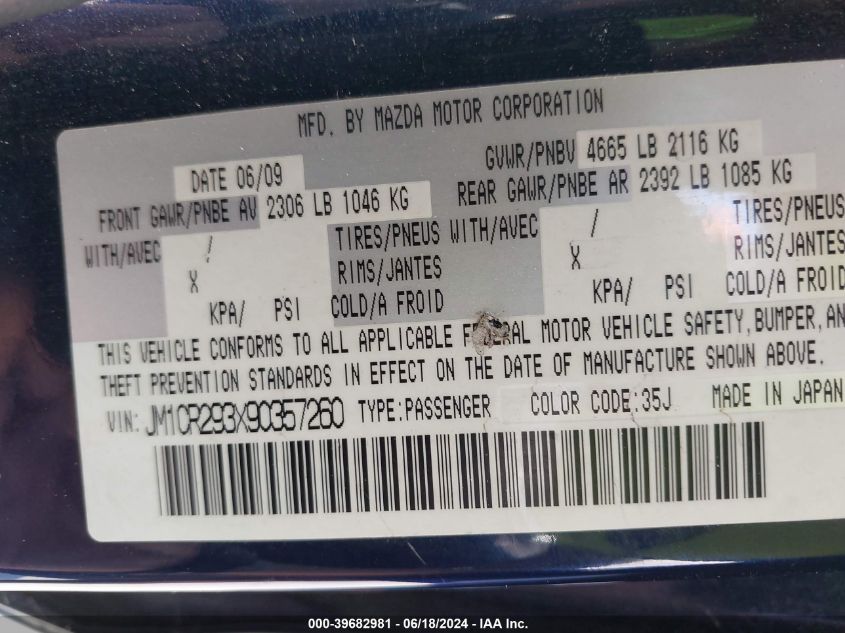 MFD. BY MAZDA MOTOR CORPORATION
DATE 06/09 GVWR/PNBV 4665 LB 2116 KG
FRONT GAWR/PNBE AV 2306 LB 1046 KG REAR GAWR/PNBE AR 2392 LB 1085 KG
WITH/AVEC / TIRES/PNEUS WITH/AVEC / TIRES/PNEUS
X RIMS/JANTES X RIMS/JANTES
KPA/ PSI COLD/A FROID KPA/ PSI COLD/A FROID
THIS VEHICLE CONFORMS TO ALL APPLICABLE FEDERAL MOTOR VEHICLE SAFETY, BUMPER, AN
THEFT PREVENTION STANDARDS IN EFFECT ON THE DATE OF MANUFACTURE SHOWN ABOVE.
VIN: JM1CR293X90357260 TYPE:PASSENGER COLOR CODE:35J MADE IN JAPAN
000-39682981 - 06/18/2024 - IAA Inc.